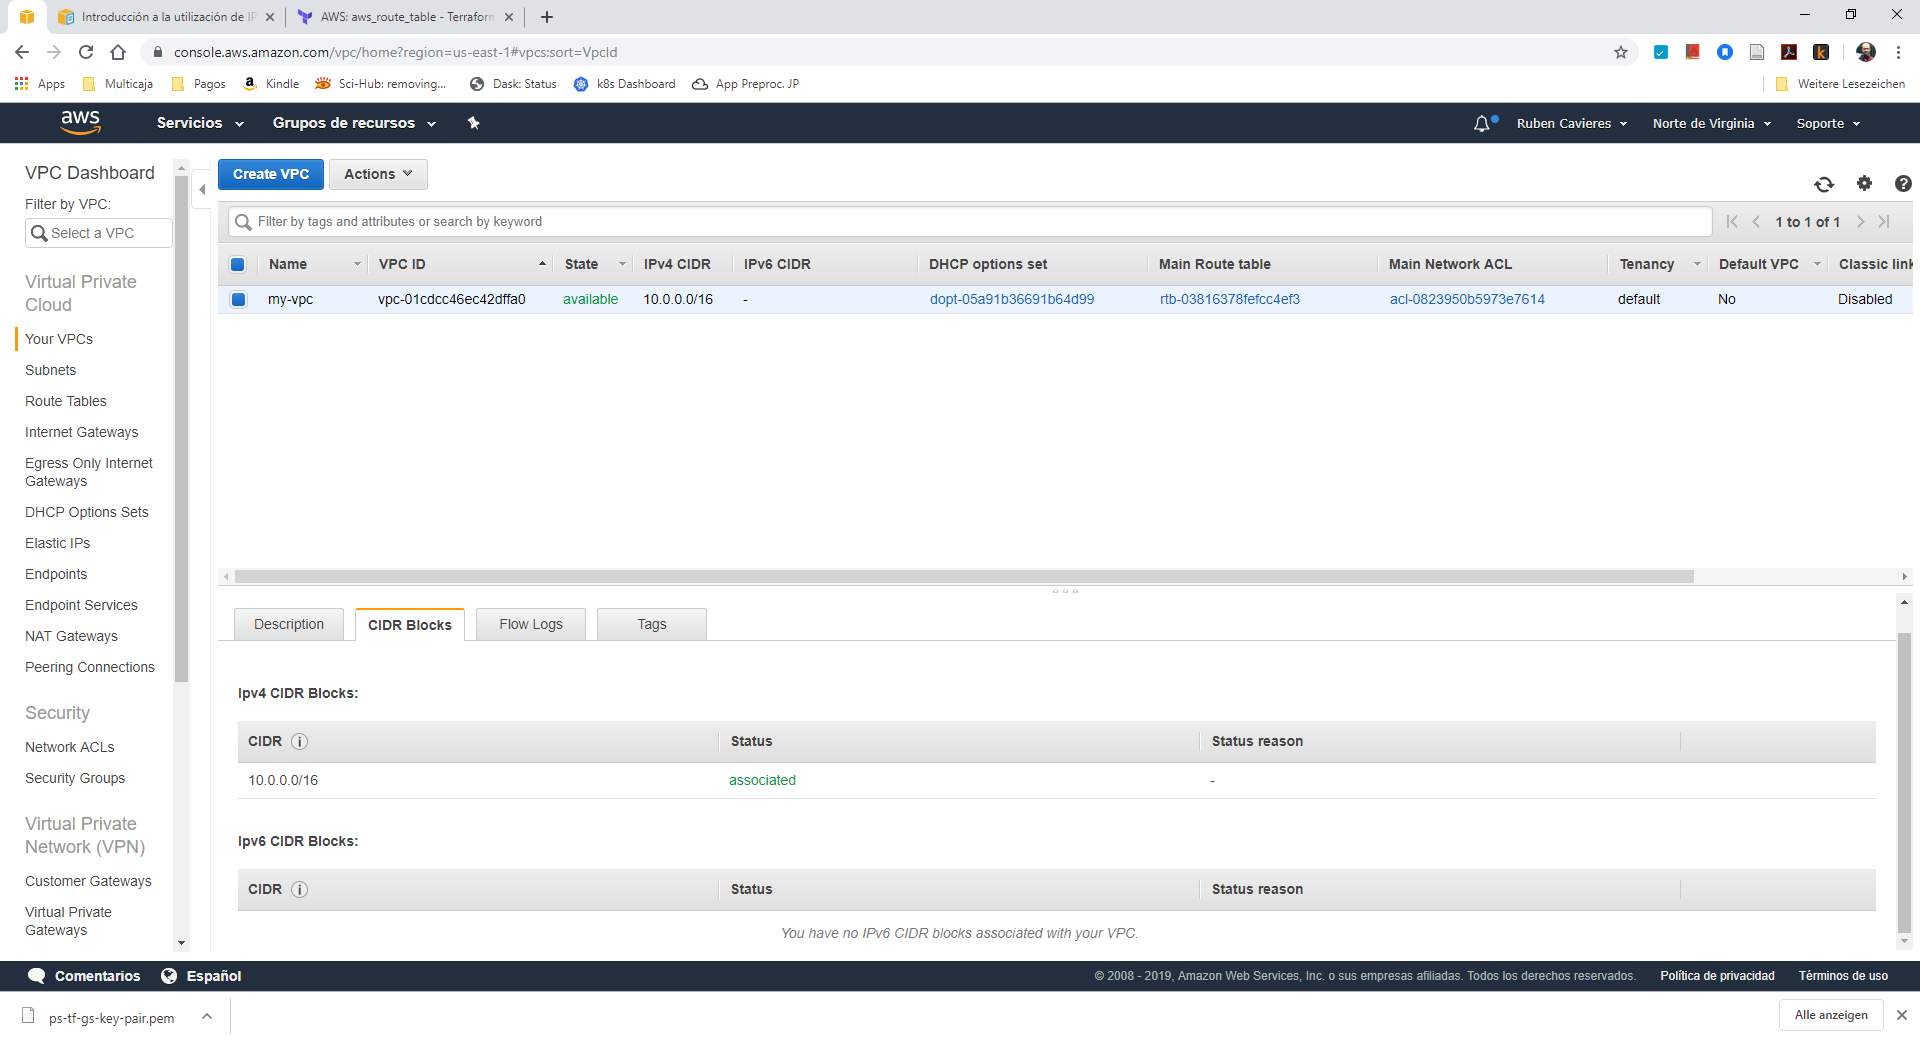 Introducción a la utilización de IP
AWS: aws_route_table - Terraform
console.aws.amazon.com/vpc/home?region=us-east-1#vpcs:sort=VpcId
Apps
Multicaja
Pagos
Kindle
Sci-Hub: removing...
Dask: Status
k8s Dashboard
App Preproc. JP
Weitere Lesezeichen
aws
Servicios
Grupos de recursos
Ruben Cavieres
Norte de Virginia
Soporte
VPC Dashboard
Filter by VPC:
Select a VPC
Virtual Private
Cloud
Your VPCs
Subnets
Route Tables
Internet Gateways
Egress Only Internet
Gateways
DHCP Options Sets
Elastic IPs
Endpoints
Endpoint Services
NAT Gateways
Peering Connections
Security
Network ACLs
Security Groups
Virtual Private
Network (VPN)
Customer Gateways
Virtual Private
Gateways
Create VPC
Actions
Filter by tags and attributes or search by keyword
1 to 1 of 1
Name VPC ID State IPv4 CIDR IPv6 CIDR DHCP options set Main Route table Main Network ACL Tenancy Default VPC Classic link
my-vpc vpc-01cdcc46ec42dffa0 available 10.0.0.0/16 - dopt-05a91b36691b64d99 rtb-03816378fefcc4ef3 acl-0823950b5973e7614 default No Disabled
Description
CIDR Blocks
Flow Logs
Tags
Ipv4 CIDR Blocks:
CIDR Status Status reason
10.0.0.0/16 associated -
Ipv6 CIDR Blocks:
CIDR Status Status reason
You have no IPv6 CIDR blocks associated with your VPC.
Comentarios
Español
© 2008 - 2019, Amazon Web Services, Inc. o sus empresas afiliadas. Todos los derechos reservados.
Política de privacidad
Términos de uso
ps-tf-gs-key-pair.pem
Alle anzeigen